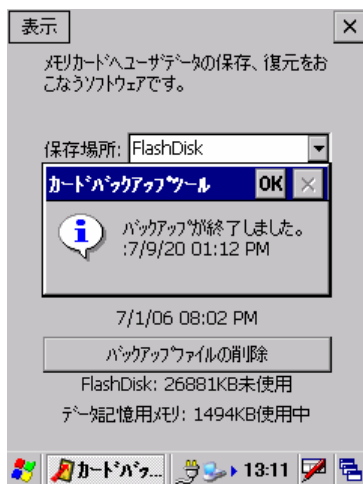 表示
メモリカードへユーザデータの保存、復元をお
こなうソフトウェアです。
保存場所: FlashDisk
カードバックアップツール OK
バックアップが終了しました。
:7/9/20 01:12 PM
7/1/06 08:02 PM
バックアップファイルの削除
FlashDisk: 26881KB未使用
データ記憶用メモリ: 1494KB使用中
カードバッ... 13:11